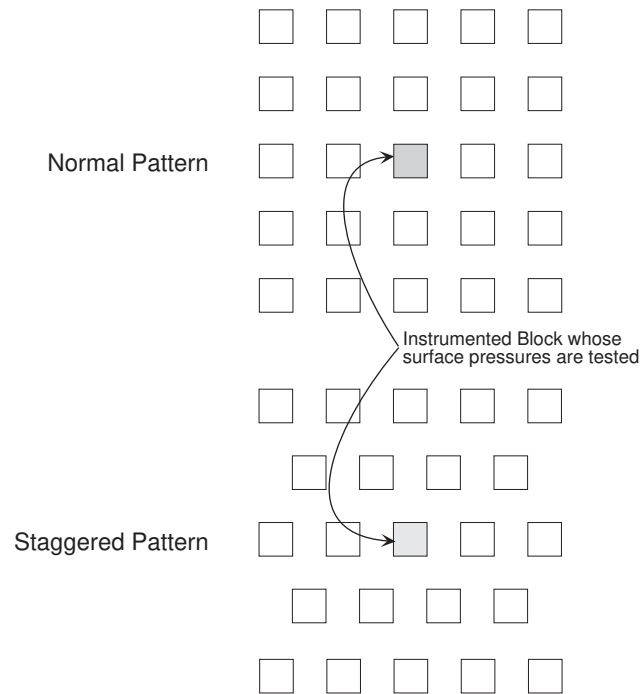 Normal Pattern
Instrumented Block whose
surface pressures are tested
Staggered Pattern